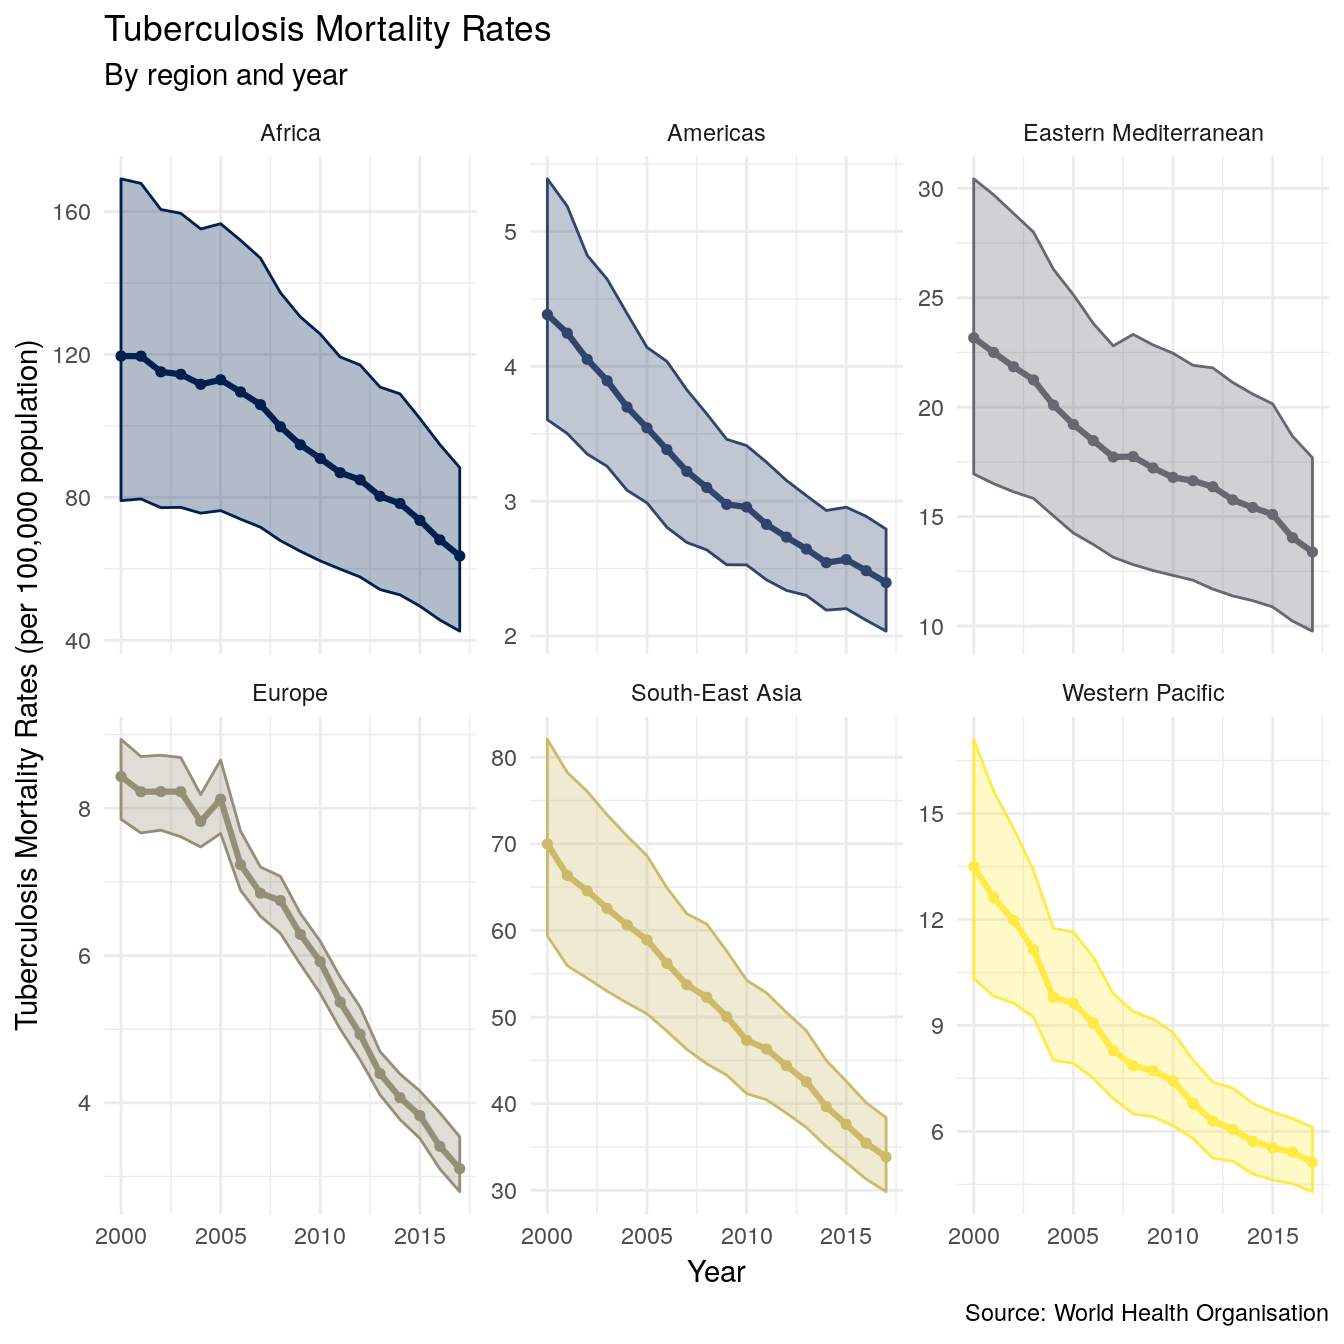 Tuberculosis Mortality Rates
By region and year
Tuberculosis Mortality Rates (per 100,000 population)
Africa
160
120
80
40
Americas
5
4
3
2
Eastern Mediterranean
30
25
20
15
10
Europe
8
6
4
2000 2005 2010 2015
South-East Asia
80
70
60
50
40
30
2000 2005 2010 2015
Western Pacific
15
12
9
6
2000 2005 2010 2015
Year
Source: World Health Organisation